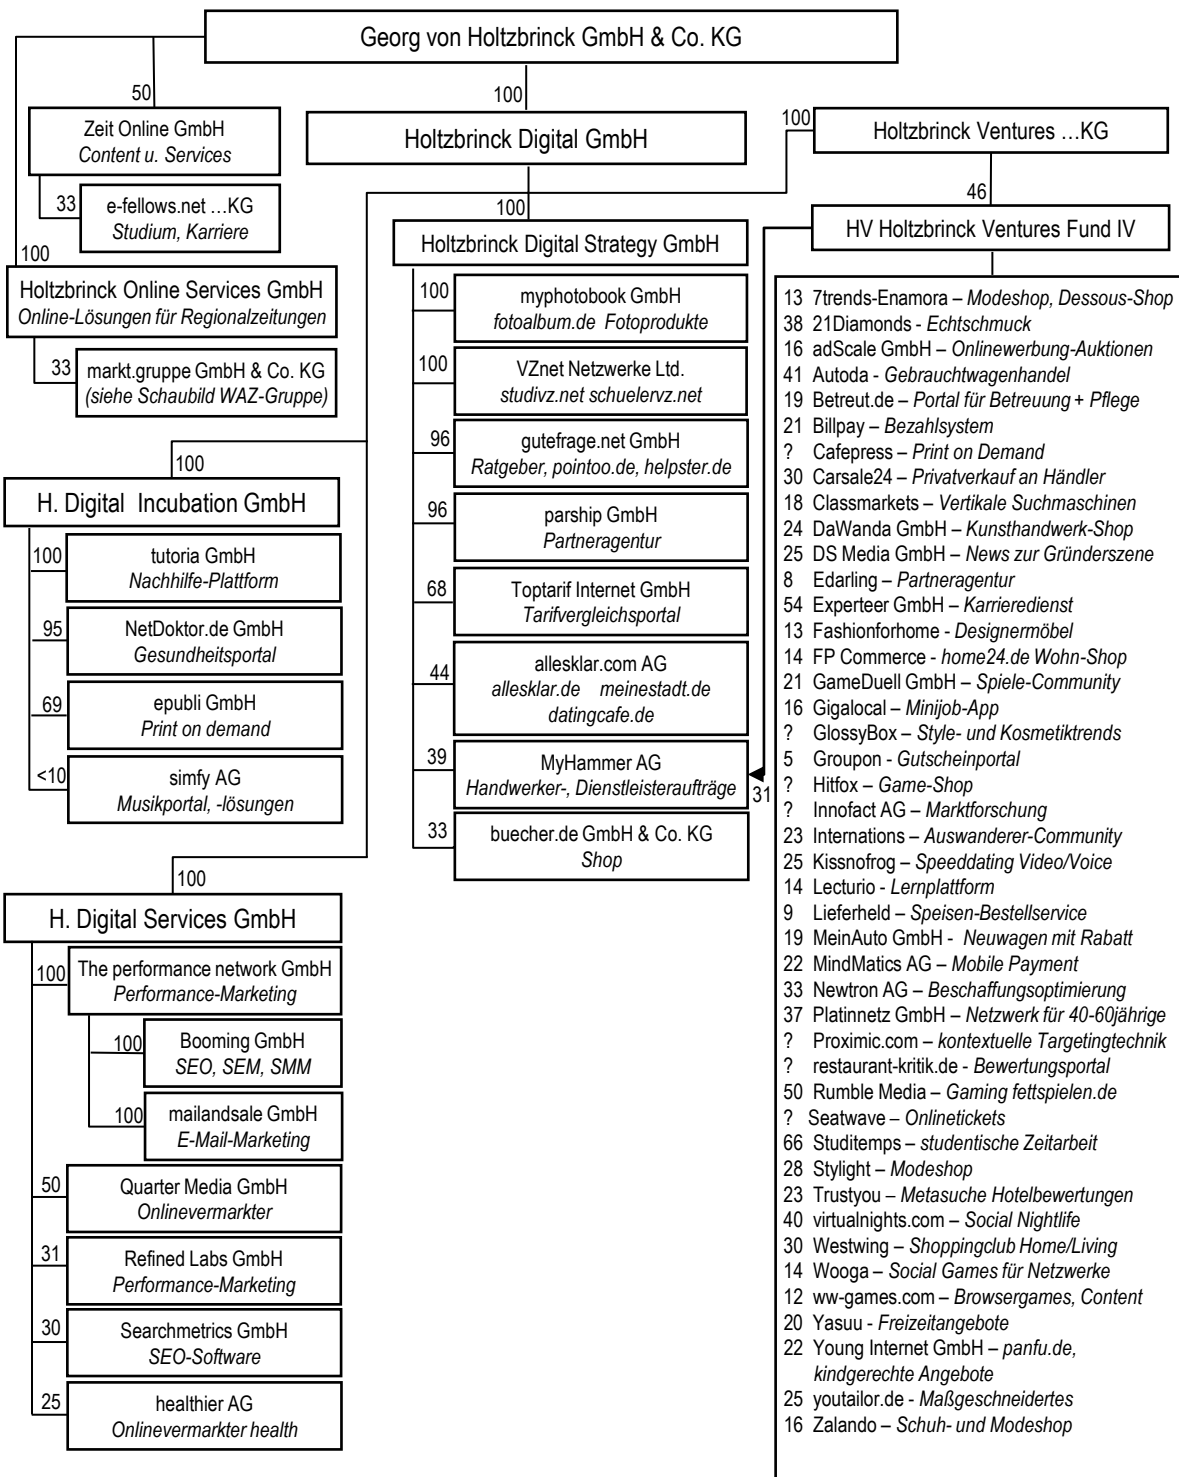 Georg von Holtzbrinck GmbH & Co. KG
50
Zeit Online GmbH
Content u. Services
33
e-fellows.net ...KG
Studium, Karriere
100
Holtzbrinck Online Services GmbH
Online-Lösungen für Regionalzeitungen
33
markt.gruppe GmbH & Co. KG
(siehe Schaubild WAZ-Gruppe)
100
Holtzbrinck Digital GmbH
100
H. Digital Incubation GmbH
100
tutoria GmbH
Nachhilfe-Plattform
95
NetDoktor.de GmbH
Gesundheitsportal
69
epubli GmbH
Print on demand
<10
simfy AG
Musikportal, -lösungen
100
H. Digital Services GmbH
100
The performance network GmbH
Performance-Marketing
100
Booming GmbH
SEO, SEM, SMM
100
mailandsale GmbH
E-Mail-Marketing
50
Quarter Media GmbH
Onlinevermarkter
31
Refined Labs GmbH
Performance-Marketing
30
Searchmetrics GmbH
SEO-Software
25
healthier AG
Onlinevermarkter health
100
Holtzbrinck Digital Strategy GmbH
100
myphotobook GmbH
fotoalbum.de Fotoprodukte
100
VZnet Netzwerke Ltd.
studivz.net schuelervz.net
96
gutefrage.net GmbH
Ratgeber, pointoo.de, helpster.de
96
parship GmbH
Partneragentur
68
Toptarif Internet GmbH
Tarifvergleichsportal
44
allesklar.com AG
allesklar.de meinestadt.de
datingcafe.de
39
MyHammer AG
Handwerker-, Dienstleisteraufträge
31
33
buecher.de GmbH & Co. KG
Shop
100
Holtzbrinck Ventures ...KG
46
HV Holtzbrinck Ventures Fund IV
13 7trends-Enamora – Modeshop, Dessous-Shop
38 21Diamonds - Echtschmuck
16 adScale GmbH – Onlinewerbung-Auktionen
41 Autoda - Gebrauchtwagenhandel
19 Betreut.de – Portal für Betreuung + Pflege
21 Billpay – Bezahlsystem
? Cafepress – Print on Demand
30 Carsale24 – Privatverkauf an Händler
18 Classmarkets – Vertikale Suchmaschinen
24 DaWanda GmbH – Kunsthandwerk-Shop
25 DS Media GmbH – News zur Gründerszene
8 Edarling – Partneragentur
54 Experteer GmbH – Karrieredienst
13 Fashionforhome - Designermöbel
14 FP Commerce - home24.de Wohn-Shop
21 GameDuell GmbH – Spiele-Community
16 Gigalocal – Minijob-App
? GlossyBox – Style- und Kosmetiktrends
5 Groupon - Gutscheinportal
? Hitfox – Game-Shop
? Innofact AG – Marktforschung
23 Internations – Auswanderer-Community
25 Kissnofrog – Speeddating Video/Voice
14 Lecturio - Lernplattform
9 Lieferheld – Speisen-Bestellservice
19 MeinAuto GmbH - Neuwagen mit Rabatt
22 MindMatics AG – Mobile Payment
33 Newtron AG – Beschaffungsoptimierung
37 Platinnetz GmbH – Netzwerk für 40-60jährige
? Proximic.com – kontextuelle Targetingtechnik
? restaurant-kritik.de - Bewertungsportal
50 Rumble Media – Gaming fettspielen.de
? Seatwave – Onlinetickets
66 Studitemps – studentische Zeitarbeit
28 Stylight – Modeshop
23 Trustyou – Metasuche Hotelbewertungen
40 virtualnights.com – Social Nightlife
30 Westwing – Shoppingclub Home/Living
14 Wooga – Social Games für Netzwerke
12 ww-games.com – Browsergames, Content
20 Yasuu - Freizeitangebote
22 Young Internet GmbH – panfu.de,
kindgerechte Angebote
25 youtailor.de - Maßgeschneidertes
16 Zalando – Schuh- und Modeshop